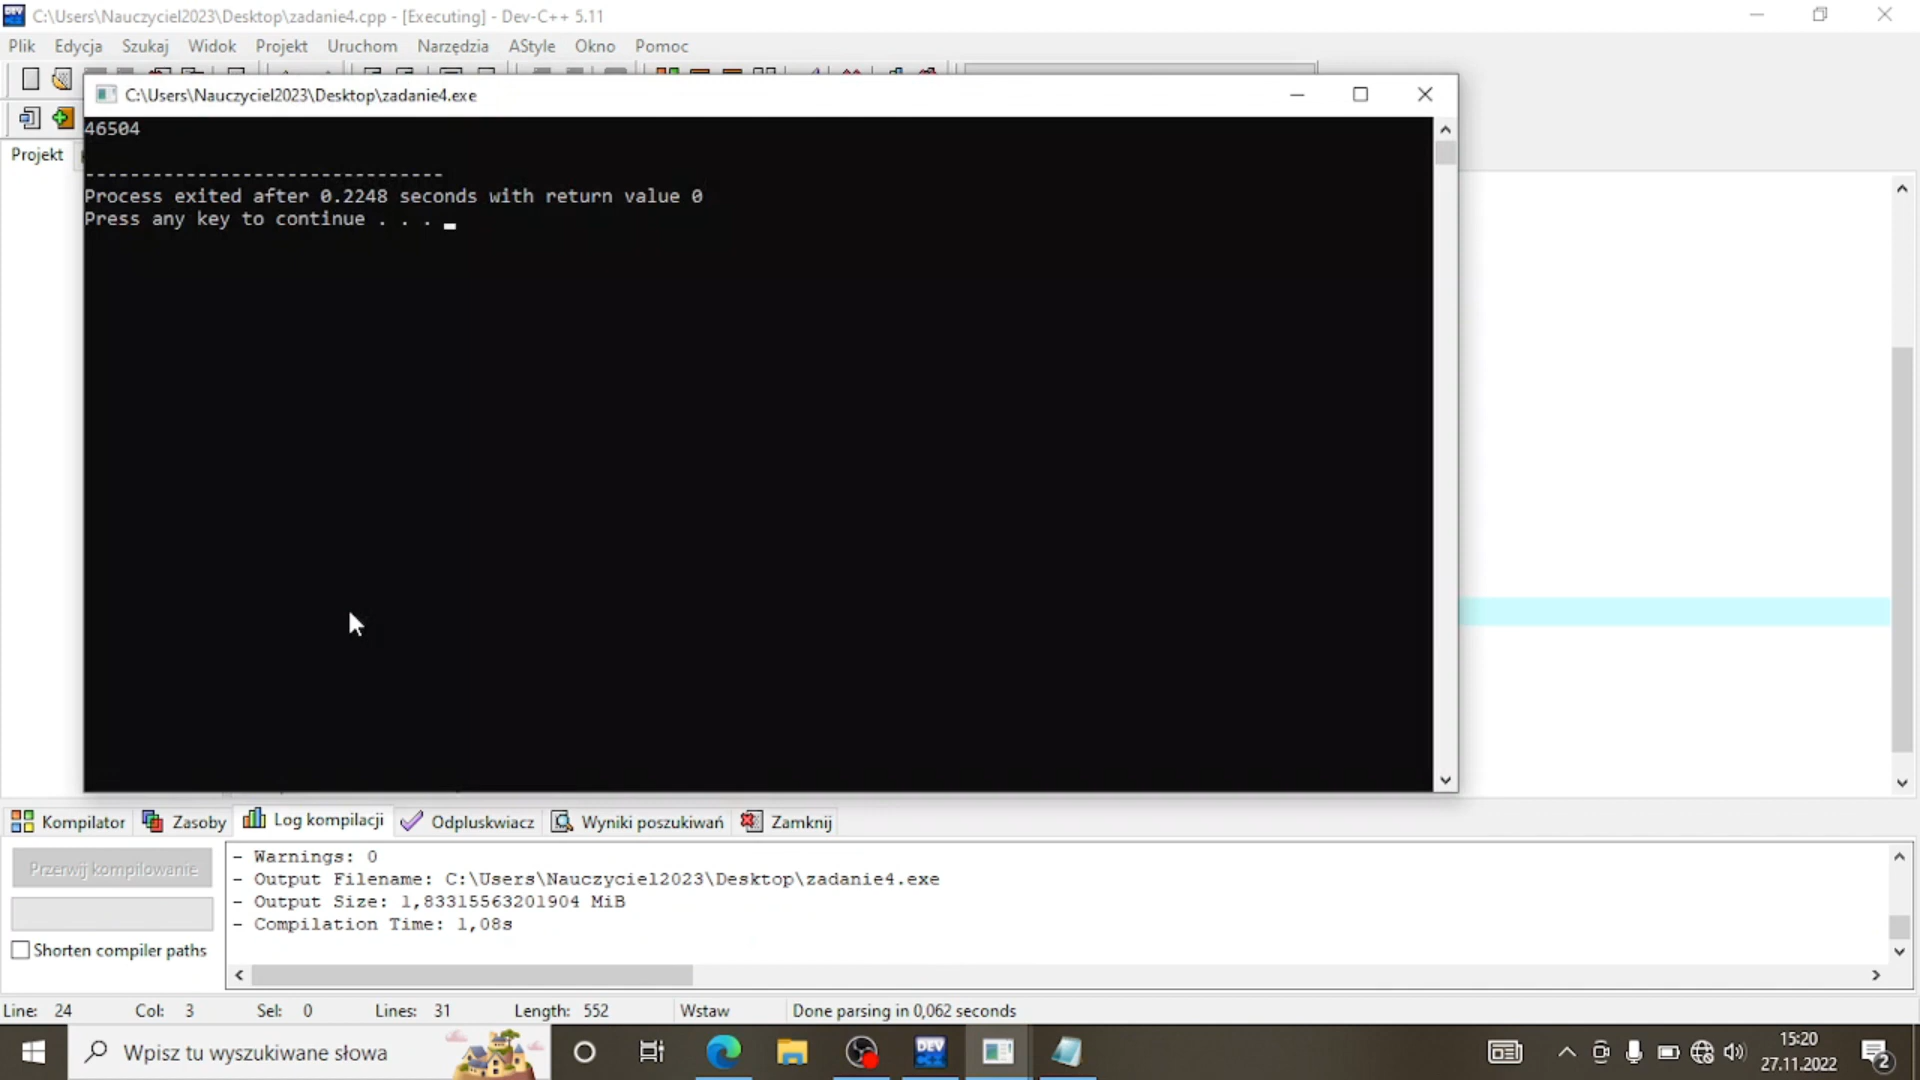 C:\Users\Nauczyciel2023\Desktop\zadanie4.cpp - [Executing] - Dev-C++ 5.11
Plik Edycja Szukaj Widok Projekt Uruchom Narzędzia AStyle Okno Pomoc
C:\Users\Nauczyciel2023\Desktop\zadanie4.exe
46504
--------------------------------
Process exited after 0.2248 seconds with return value 0
Press any key to continue . . .
Projekt
Kompilator Zasoby Log kompilacji Odpluskwiacz Wyniki poszukiwań Zamknij
Przerwij kompilowanie
Shorten compiler paths
- Warnings: 0
- Output Filename: C:\Users\Nauczyciel2023\Desktop\zadanie4.exe
- Output Size: 1,83315563201904 MiB
- Compilation Time: 1,08s
Line: 24 Col: 3 Sel: 0 Lines: 31 Length: 552 Wstaw Done parsing in 0,062 seconds
Wpisz tu wyszukiwane słowa
DEV
15:20
27.11.2022
2